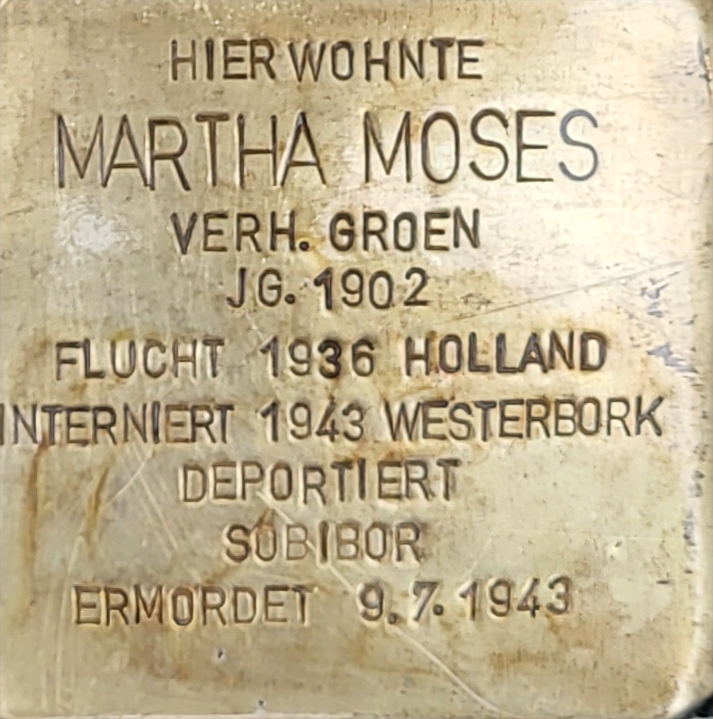 HIER WOHNTE
MARTHA MOSES
VERH. GROEN
JG. 1902
FLUCHT 1936 HOLLAND
INTERNIERT 1943 WESTERBORK
DEPORTIERT
SOBIBOR
ERMORDET 9.7.1943